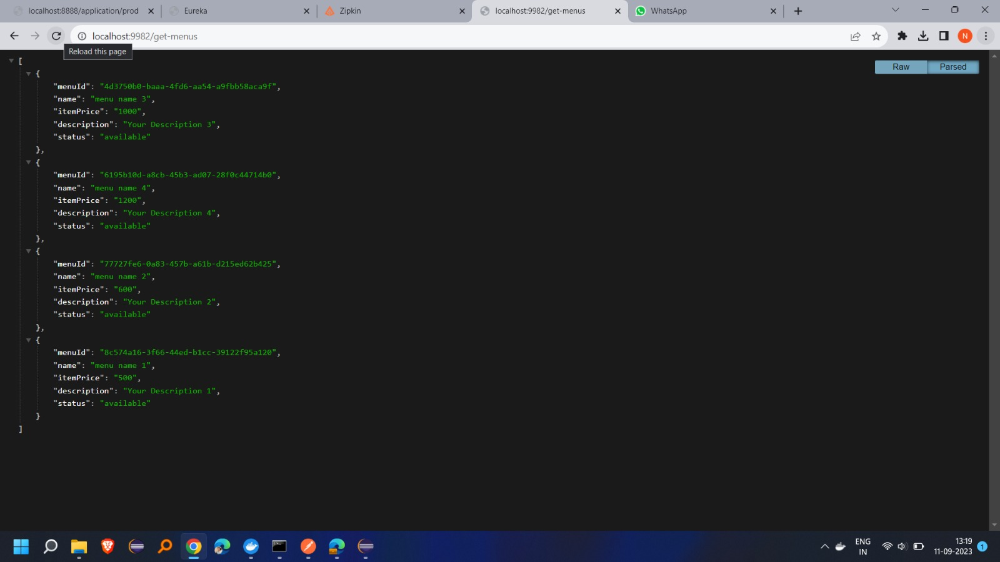 localhost:8888/application/prod
Eureka
Zipkin
localhost:9982/get-menus
WhatsApp
localhost:9982/get-menus
N
Reload this page
Raw
Parsed
[
{
"menuId": "4d3750b0-baaa-4fd6-aa54-a9fbb58aca9f",
"name": "menu name 3",
"itemPrice": "1000",
"description": "Your Description 3",
"status": "available"
},
{
"menuId": "6195b10d-a8cb-45b3-ad07-28f0c44714b0",
"name": "menu name 4",
"itemPrice": "1200",
"description": "Your Description 4",
"status": "available"
},
{
"menuId": "77727fe6-0a83-457b-a61b-d215ed62b425",
"name": "menu name 2",
"itemPrice": "600",
"description": "Your Description 2",
"status": "available"
},
{
"menuId": "8c574a16-3f66-44ed-b1cc-39122f95a120",
"name": "menu name 1",
"itemPrice": "500",
"description": "Your Description 1",
"status": "available"
}
]
ENG
IN
13:19
11-09-2023
1